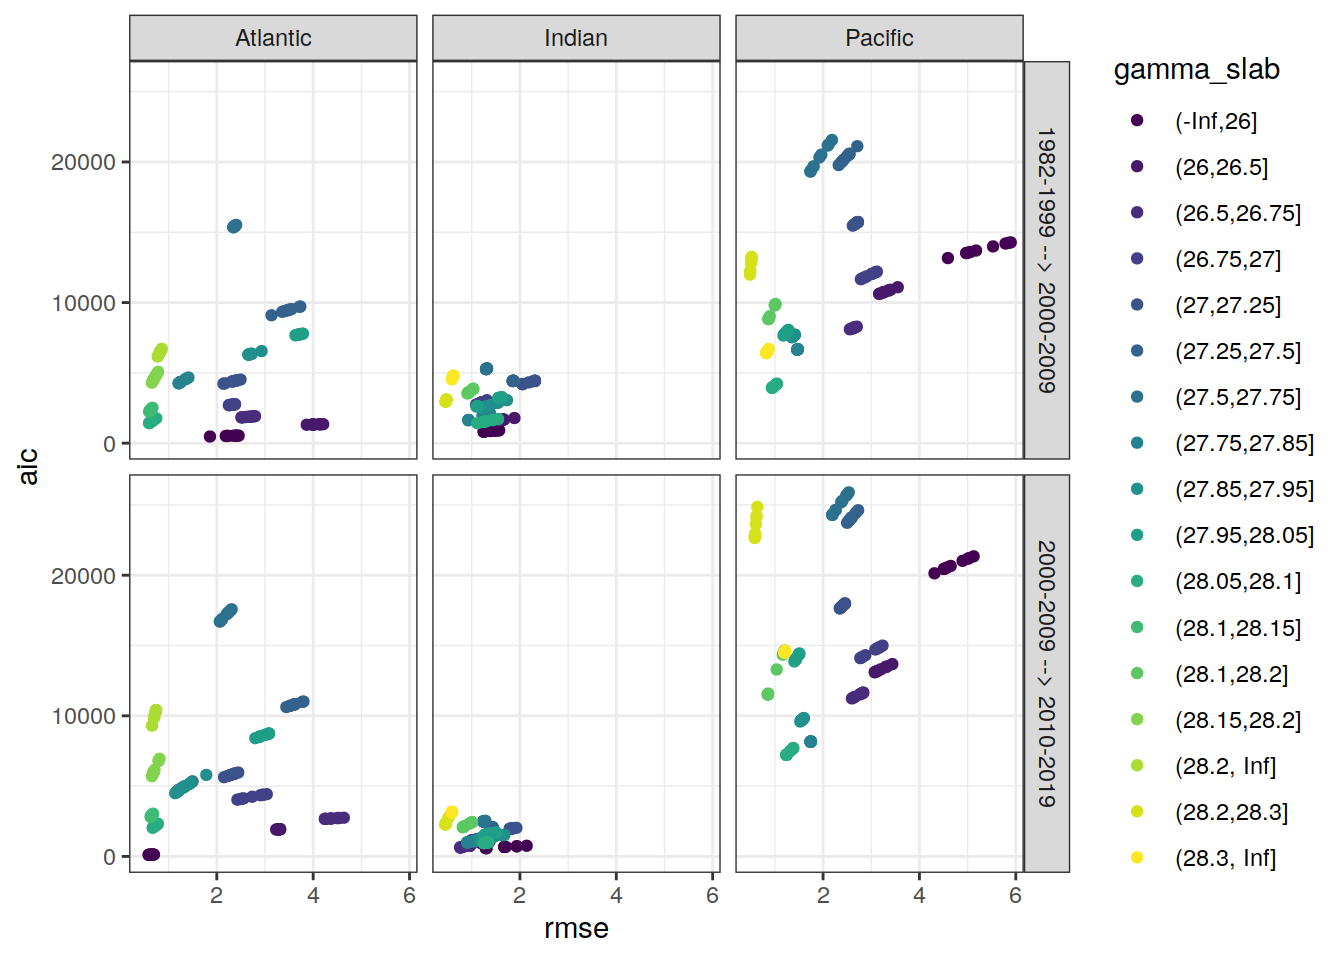 Atlantic
Indian
Pacific
1982-1999 --> 2000-2009
2000-2009 --> 2010-2019
aic
20000
10000
0
20000
10000
0
2
4
6
2
4
6
2
4
6
rmse
gamma_slab
(-Inf,26]
(26,26.5]
(26.5,26.75]
(26.75,27]
(27,27.25]
(27.25,27.5]
(27.5,27.75]
(27.75,27.85]
(27.85,27.95]
(27.95,28.05]
(28.05,28.1]
(28.1,28.15]
(28.1,28.2]
(28.15,28.2]
(28.2, Inf]
(28.2,28.3]
(28.3, Inf]